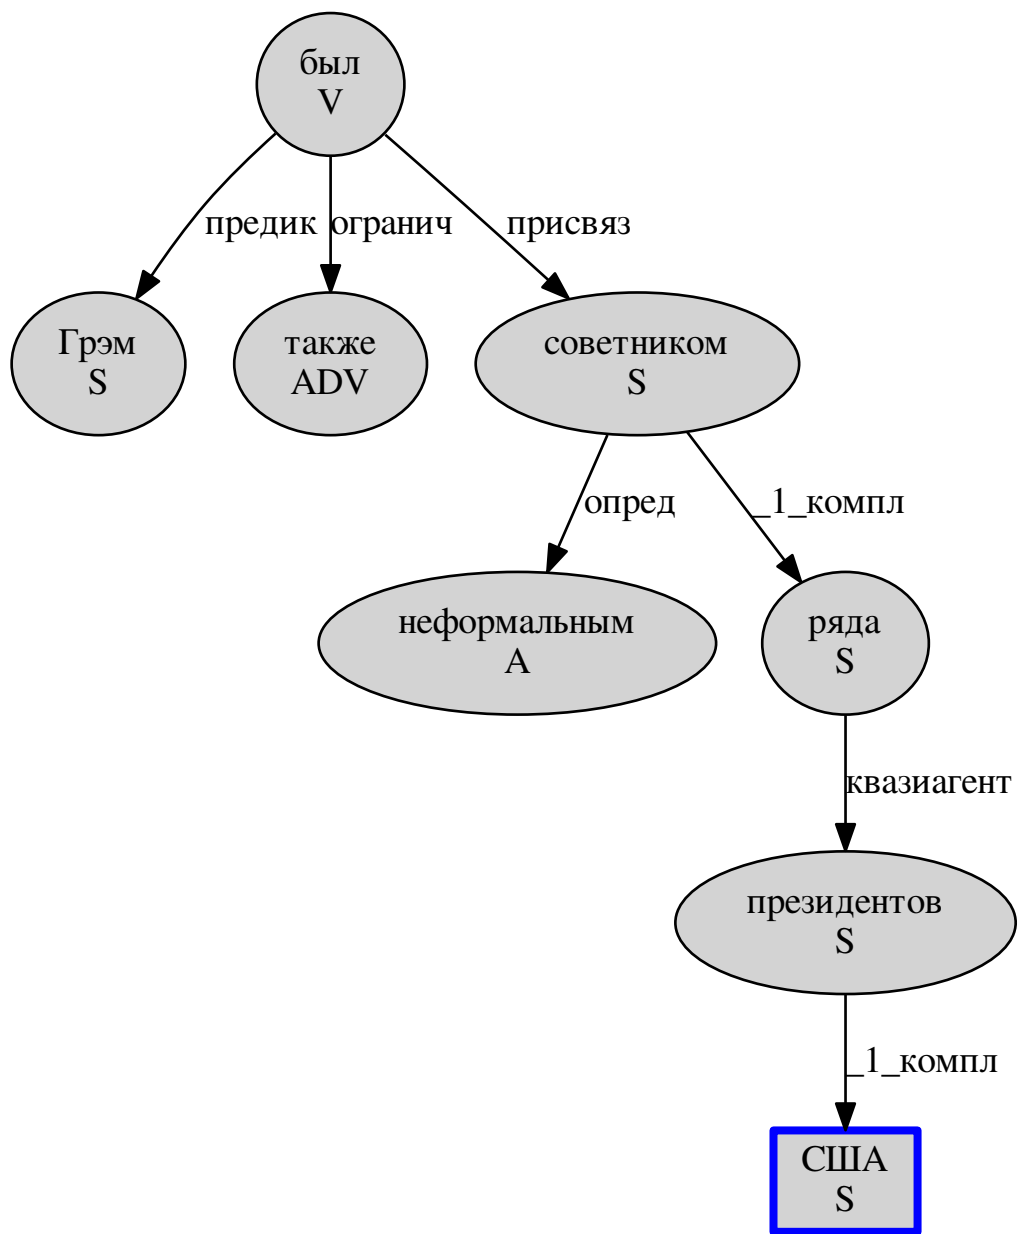 был
V
предик
огранич
присвяз
Грэм
S
также
ADV
советником
S
опред
_1_компл
неформальным
A
ряда
S
квазиагент
президентов
S
_1_компл
США
S